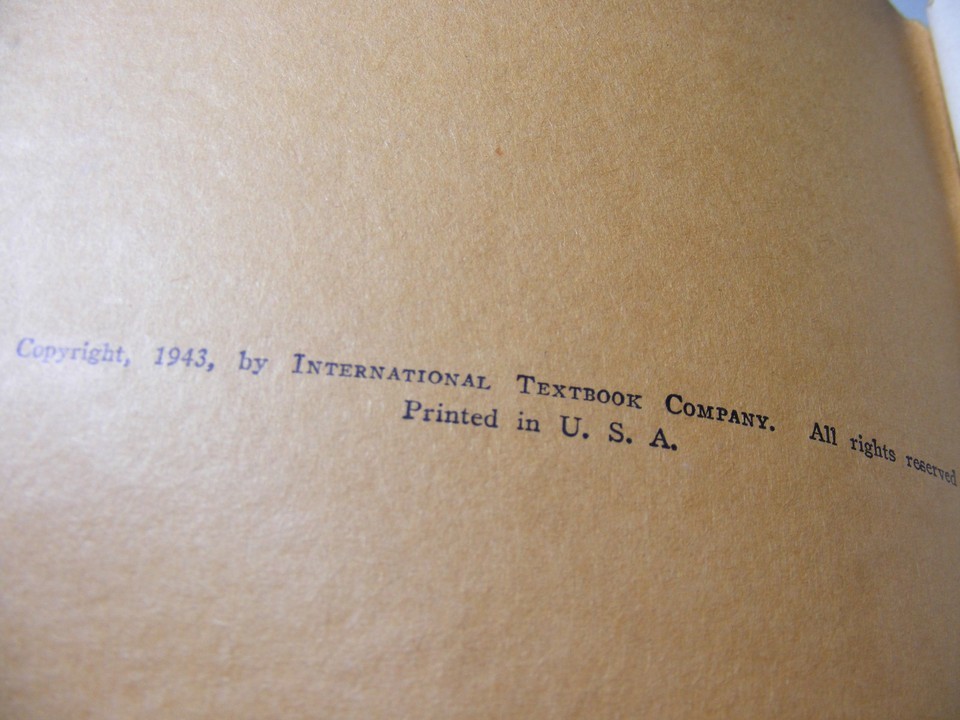 Copyright, 1943, by INTERNATIONAL TEXTBOOK COMPANY. All rights reserved
Printed in U. S. A.